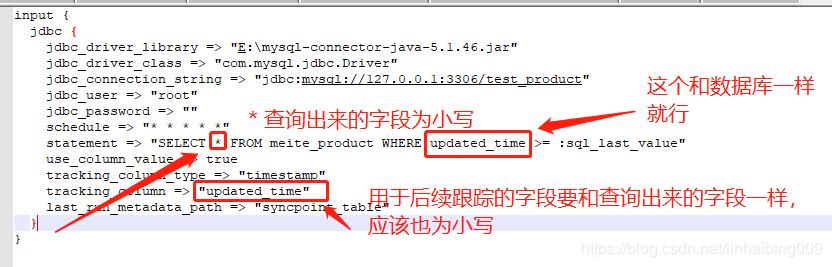 input {
jdbc {
jdbc_driver_library => "E:\mysql-connector-java-5.1.46.jar"
jdbc_driver_class => "com.mysql.jdbc.Driver"
jdbc_connection_string => "jdbc:mysql://127.0.0.1:3306/test_product"
这个和数据库一样
就行
jdbc_user => "root"
jdbc_password => ""
schedule => "* * * * *"
* 查询出来的字段为小写
statement => "SELECT * FROM meite_product WHERE updated_time >= :sql_last_value"
use_column_value => true
tracking_column_type => "timestamp"
tracking_column => "updated_time"
用于后续跟踪的字段要和查询出来的字段一样，
应该也为小写
last_run_metadata_path => "syncpoint_table"
}
}
https://blog.csdn.net/linhaibing009